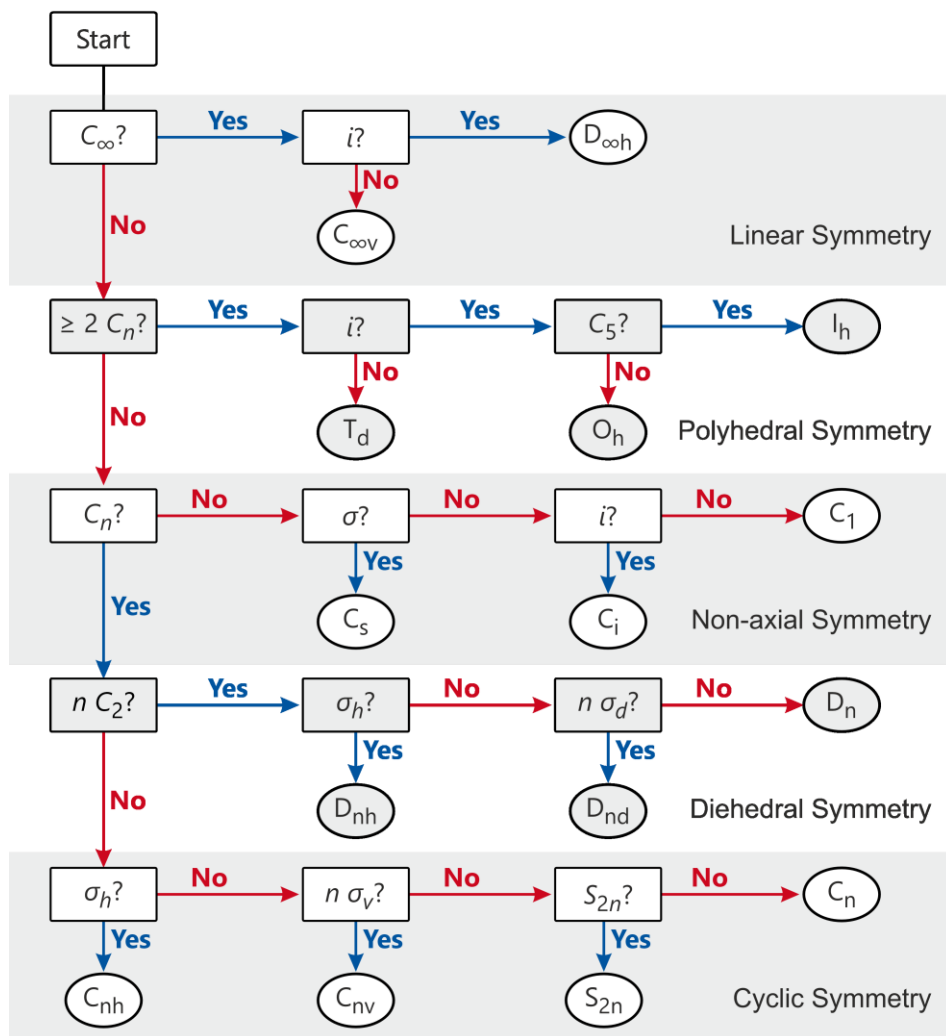 Start
C∞? Yes i? Yes D∞h
No
No C∞v
Linear Symmetry
≥ 2 Cn? Yes i? Yes C5? Yes Ih
No No
No Td Oh
Polyhedral Symmetry
Cn? No σ? No i? No C1
Yes Yes
Yes Cs Ci
Non-axial Symmetry
n C2? Yes σh? No n σd? No Dn
Yes Yes
No Dnh Dnd
Diehedral Symmetry
σh? No n σv? No S2n? No Cn
Yes Yes Yes
Cnh Cnv S2n
Cyclic Symmetry